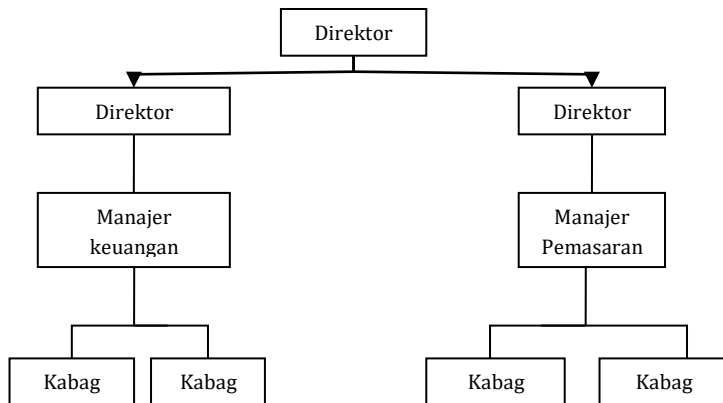 Direktor
Direktor
Direktor
Manajer
keuangan
Manajer
Pemasaran
Kabag
Kabag
Kabag
Kabag